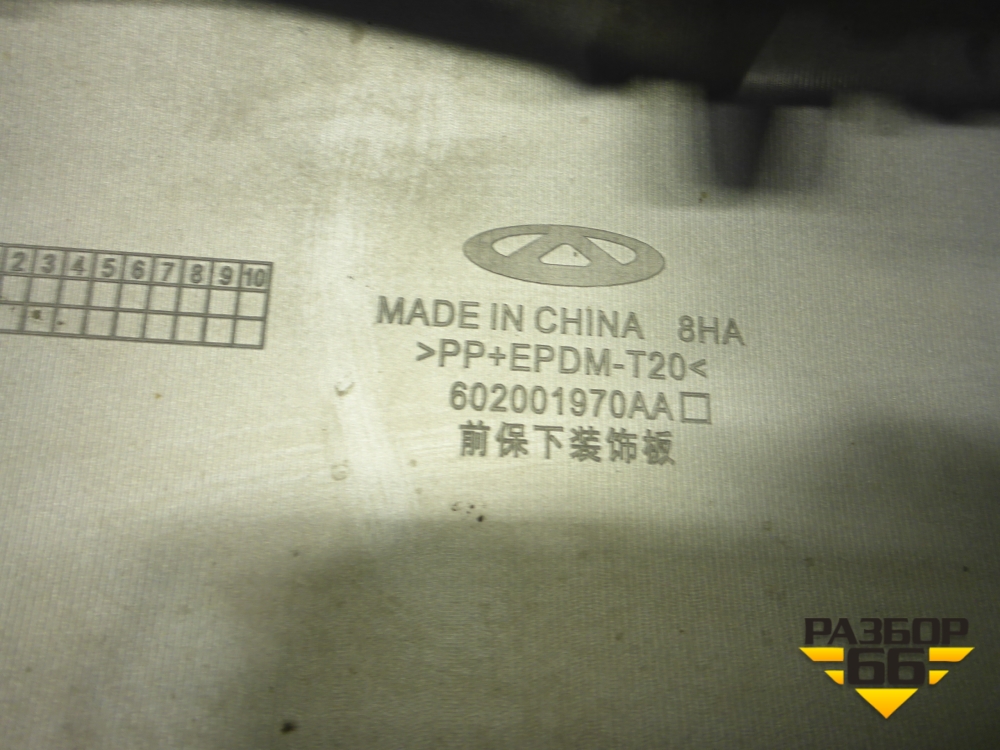 2 3 4 5 6 7 8 9 10
MADE IN CHINA 8HA
>PP+EPDM-T20<
602001970AA□
前保下装饰板
РАЗБОР
66